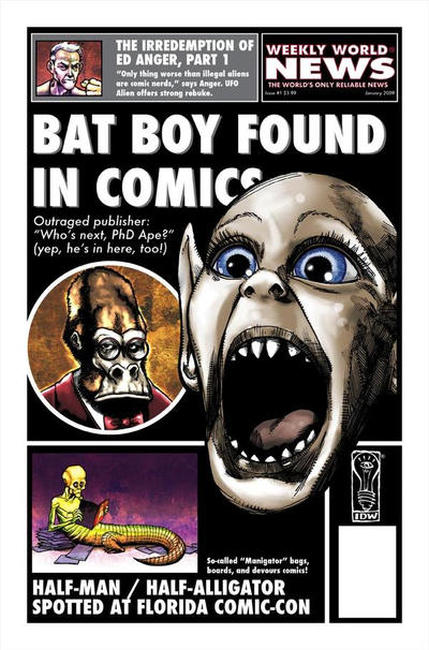 THE IRREDEMPTION OF
ED ANGER, PART 1
“Only thing worse than illegal aliens
are comic nerds,” says Anger. UFO
Alien offers strong rebuke.
WEEKLY WORLD
NEWS
THE WORLD'S ONLY RELIABLE NEWS
Issue #1 $3.99 January 2009
BAT BOY FOUND
IN COMICS
Outraged publisher:
“Who's next, PhD Ape?”
(yep, he's in here, too!)
So-called “Manigator” bags,
boards, and devours comics!
HALF-MAN / HALF-ALLIGATOR
SPOTTED AT FLORIDA COMIC-CON
IDW